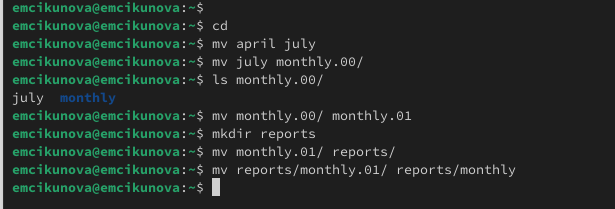 emcikunova@emcikunova:~$
emcikunova@emcikunova:~$ cd
emcikunova@emcikunova:~$ mv april july
emcikunova@emcikunova:~$ mv july monthly.00/
emcikunova@emcikunova:~$ ls monthly.00/
july  monthly
emcikunova@emcikunova:~$ mv monthly.00/ monthly.01
emcikunova@emcikunova:~$ mkdir reports
emcikunova@emcikunova:~$ mv monthly.01/ reports/
emcikunova@emcikunova:~$ mv reports/monthly.01/ reports/monthly
emcikunova@emcikunova:~$